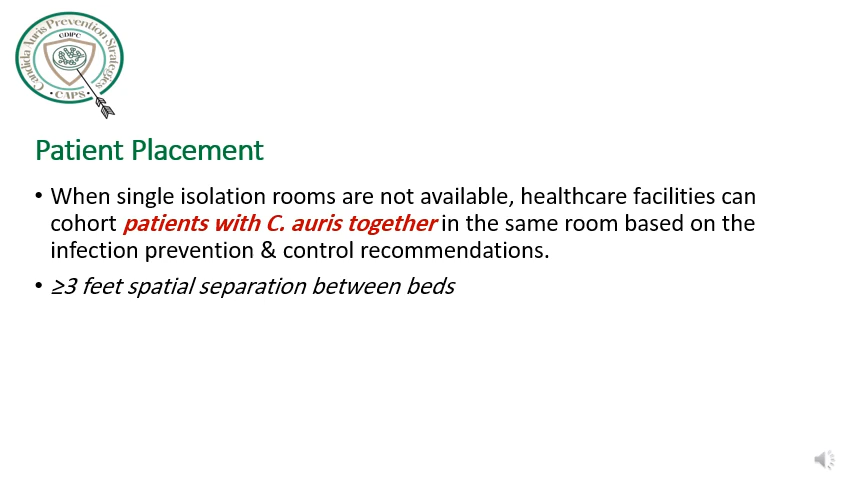 Candida Auris Prevention Strategies
GDIPC
•CAPS•
Patient Placement
• When single isolation rooms are not available, healthcare facilities can
cohort patients with C. auris together in the same room based on the
infection prevention & control recommendations.
• ≥3 feet spatial separation between beds